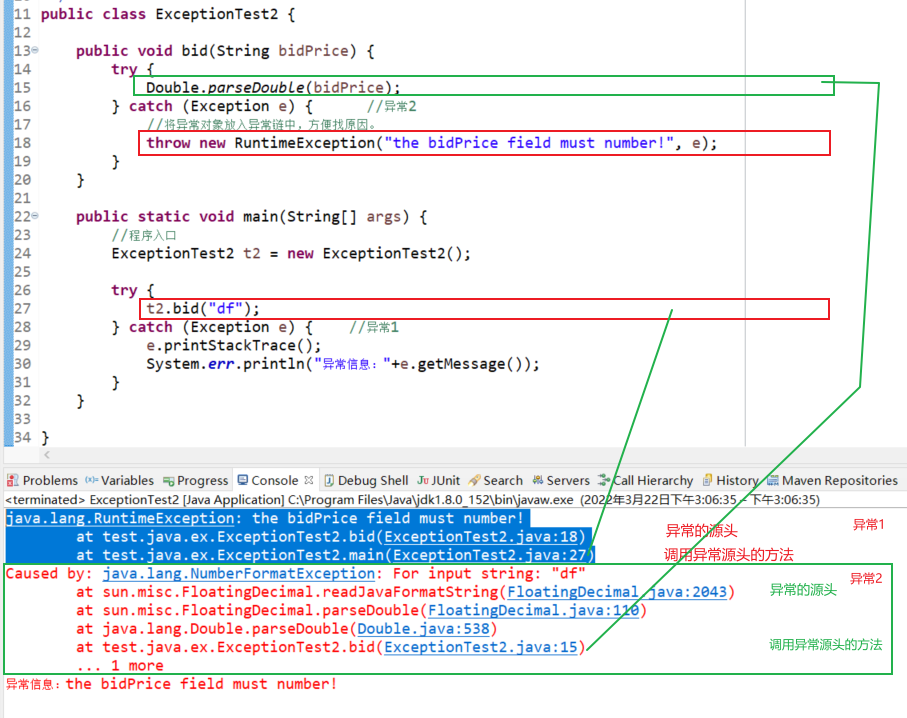 11 public class ExceptionTest2 {
12
13 public void bid(String bidPrice) {
14 try {
15 Double.parseDouble(bidPrice);
16 } catch (Exception e) { //异常2
17 //将异常对象放入异常链中，方便找原因。
18 throw new RuntimeException("the bidPrice field must number!", e);
19 }
20 }
21
22 public static void main(String[] args) {
23 //程序入口
24 ExceptionTest2 t2 = new ExceptionTest2();
25
26 try {
27 t2.bid("df");
28 } catch (Exception e) { //异常1
29 e.printStackTrace();
30 System.err.println("异常信息："+e.getMessage());
31 }
32 }
33
34 }
Problems Variables Progress Console Debug Shell JUnit Search Servers Call Hierarchy History Maven Repositories
<terminated> ExceptionTest2 [Java Application] C:\Program Files\Java\jdk1.8.0_152\bin\javaw.exe (2022年3月22日下午3:06:35 – 下午3:06:35)
java.lang.RuntimeException: the bidPrice field must number!
异常1
at test.java.ex.ExceptionTest2.bid(ExceptionTest2.java:18)
异常的源头
at test.java.ex.ExceptionTest2.main(ExceptionTest2.java:27)
调用异常源头的方法
Caused by: java.lang.NumberFormatException: For input string: "df"
异常2
at sun.misc.FloatingDecimal.readJavaFormatString(FloatingDecimal.java:2043)
异常的源头
at sun.misc.FloatingDecimal.parseDouble(FloatingDecimal.java:110)
at java.lang.Double.parseDouble(Double.java:538)
at test.java.ex.ExceptionTest2.bid(ExceptionTest2.java:15)
调用异常源头的方法
... 1 more
异常信息：the bidPrice field must number!